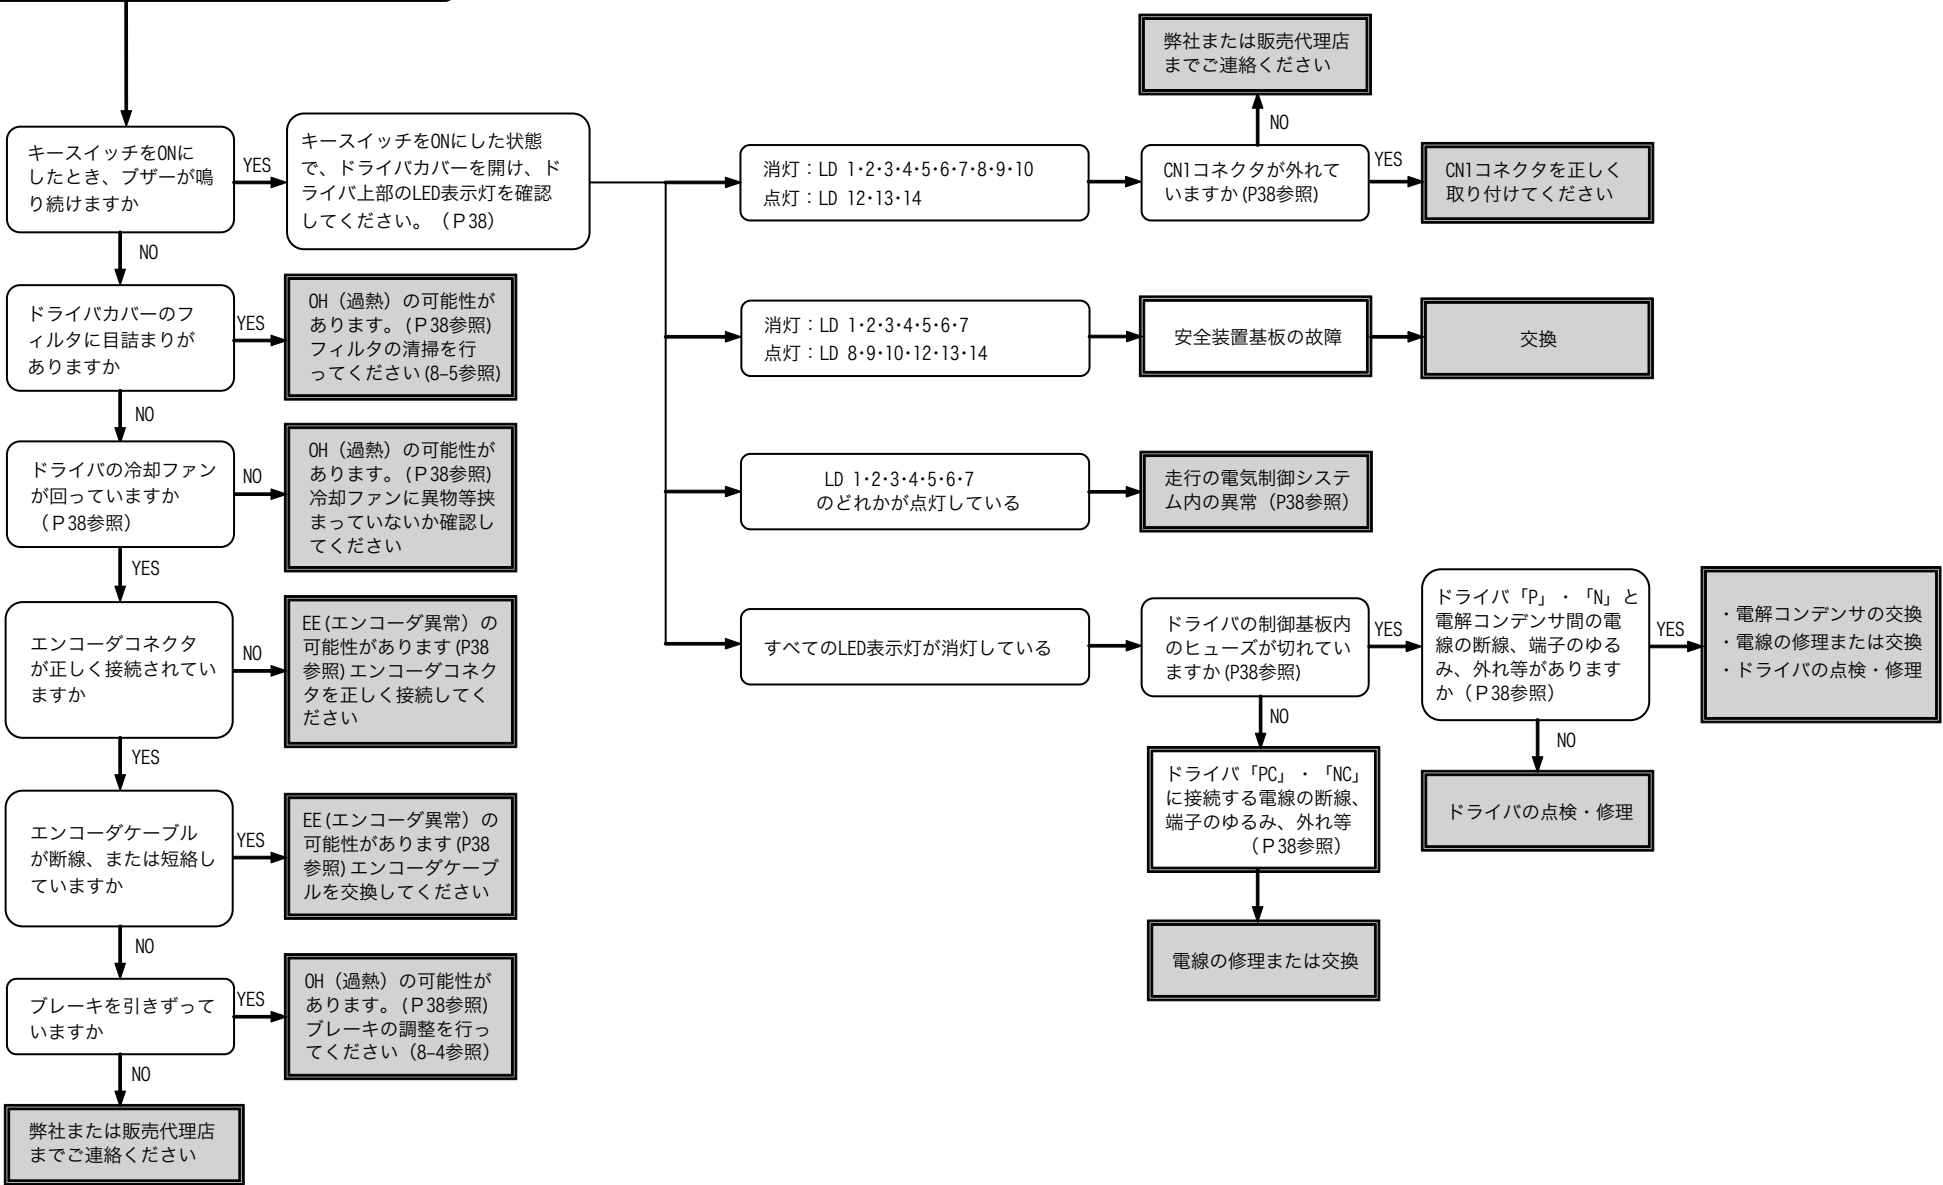 弊社または販売代理店
までご連絡ください
NO
キースイッチをONに
したとき、ブザーが鳴
り続けますか
YES
キースイッチをONにした状態
で、ドライバカバーを開け、ド
ライバ上部のLED表示灯を確認
してください。（Ｐ38）
消灯：LD 1･2･3･4･5･6･7･8･9･10
点灯：LD 12･13･14
CN1コネクタが外れて
いますか(P38参照)
YES
CN1コネクタを正しく
取り付けてください
NO
ドライバカバーのフ
ィルタに目詰まりが
ありますか
YES
OH（過熱）の可能性が
あります。(Ｐ38参照)
フィルタの清掃を行
ってください(8-5参照)
消灯：LD 1･2･3･4･5･6･7
点灯：LD 8･9･10･12･13･14
安全装置基板の故障
交換
NO
ドライバの冷却ファン
が回っていますか
（Ｐ38参照）
NO
OH（過熱）の可能性が
あります。(Ｐ38参照)
冷却ファンに異物等挟
まっていないか確認し
てください
LD 1･2･3･4･5･6･7
のどれかが点灯している
走行の電気制御システ
ム内の異常（P38参照）
YES
エンコーダコネクタ
が正しく接続されてい
ますか
NO
EE(エンコーダ異常）の
可能性があります(P38
参照)エンコーダコネク
タを正しく接続してく
ださい
すべてのLED表示灯が消灯している
ドライバの制御基板内
のヒューズが切れてい
ますか(P38参照)
YES
ドライバ「P」・「N」と
電解コンデンサ間の電
線の断線、端子のゆる
み、外れ等があります
か（Ｐ38参照）
YES
・電解コンデンサの交換
・電線の修理または交換
・ドライバの点検・修理
NO
ドライバ「PC」・「NC」
に接続する電線の断線、
端子のゆるみ、外れ等
（Ｐ38参照）
NO
ドライバの点検・修理
電線の修理または交換
YES
エンコーダケーブル
が断線、または短絡し
ていますか
YES
EE(エンコーダ異常）の
可能性があります(P38
参照)エンコーダケーブ
ルを交換してください
NO
ブレーキを引きずって
いますか
YES
OH（過熱）の可能性が
あります。(Ｐ38参照)
ブレーキの調整を行っ
てください（8-4参照）
NO
弊社または販売代理店
までご連絡ください